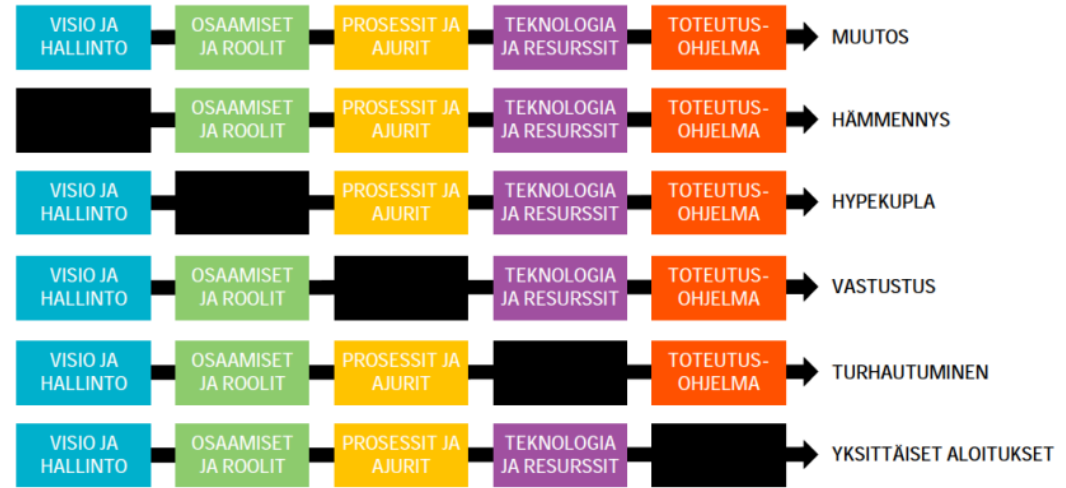 VISIO JA
HALLINTO
OSAAMISET
JA ROOLIT
PROSESSIT JA
AJURIT
TEKNOLOGIA
JA RESURSSIT
TOTEUTUS-
OHJELMA
MUUTOS
OSAAMISET
JA ROOLIT
PROSESSIT JA
AJURIT
TEKNOLOGIA
JA RESURSSIT
TOTEUTUS-
OHJELMA
HÄMMENNYS
VISIO JA
HALLINTO
PROSESSIT JA
AJURIT
TEKNOLOGIA
JA RESURSSIT
TOTEUTUS-
OHJELMA
HYPEKUPLA
VISIO JA
HALLINTO
OSAAMISET
JA ROOLIT
TEKNOLOGIA
JA RESURSSIT
TOTEUTUS-
OHJELMA
VASTUSTUS
VISIO JA
HALLINTO
OSAAMISET
JA ROOLIT
PROSESSIT JA
AJURIT
TOTEUTUS-
OHJELMA
TURHAUTUMINEN
VISIO JA
HALLINTO
OSAAMISET
JA ROOLIT
PROSESSIT JA
AJURIT
TEKNOLOGIA
JA RESURSSIT
YKSITTÄISET ALOITUKSET